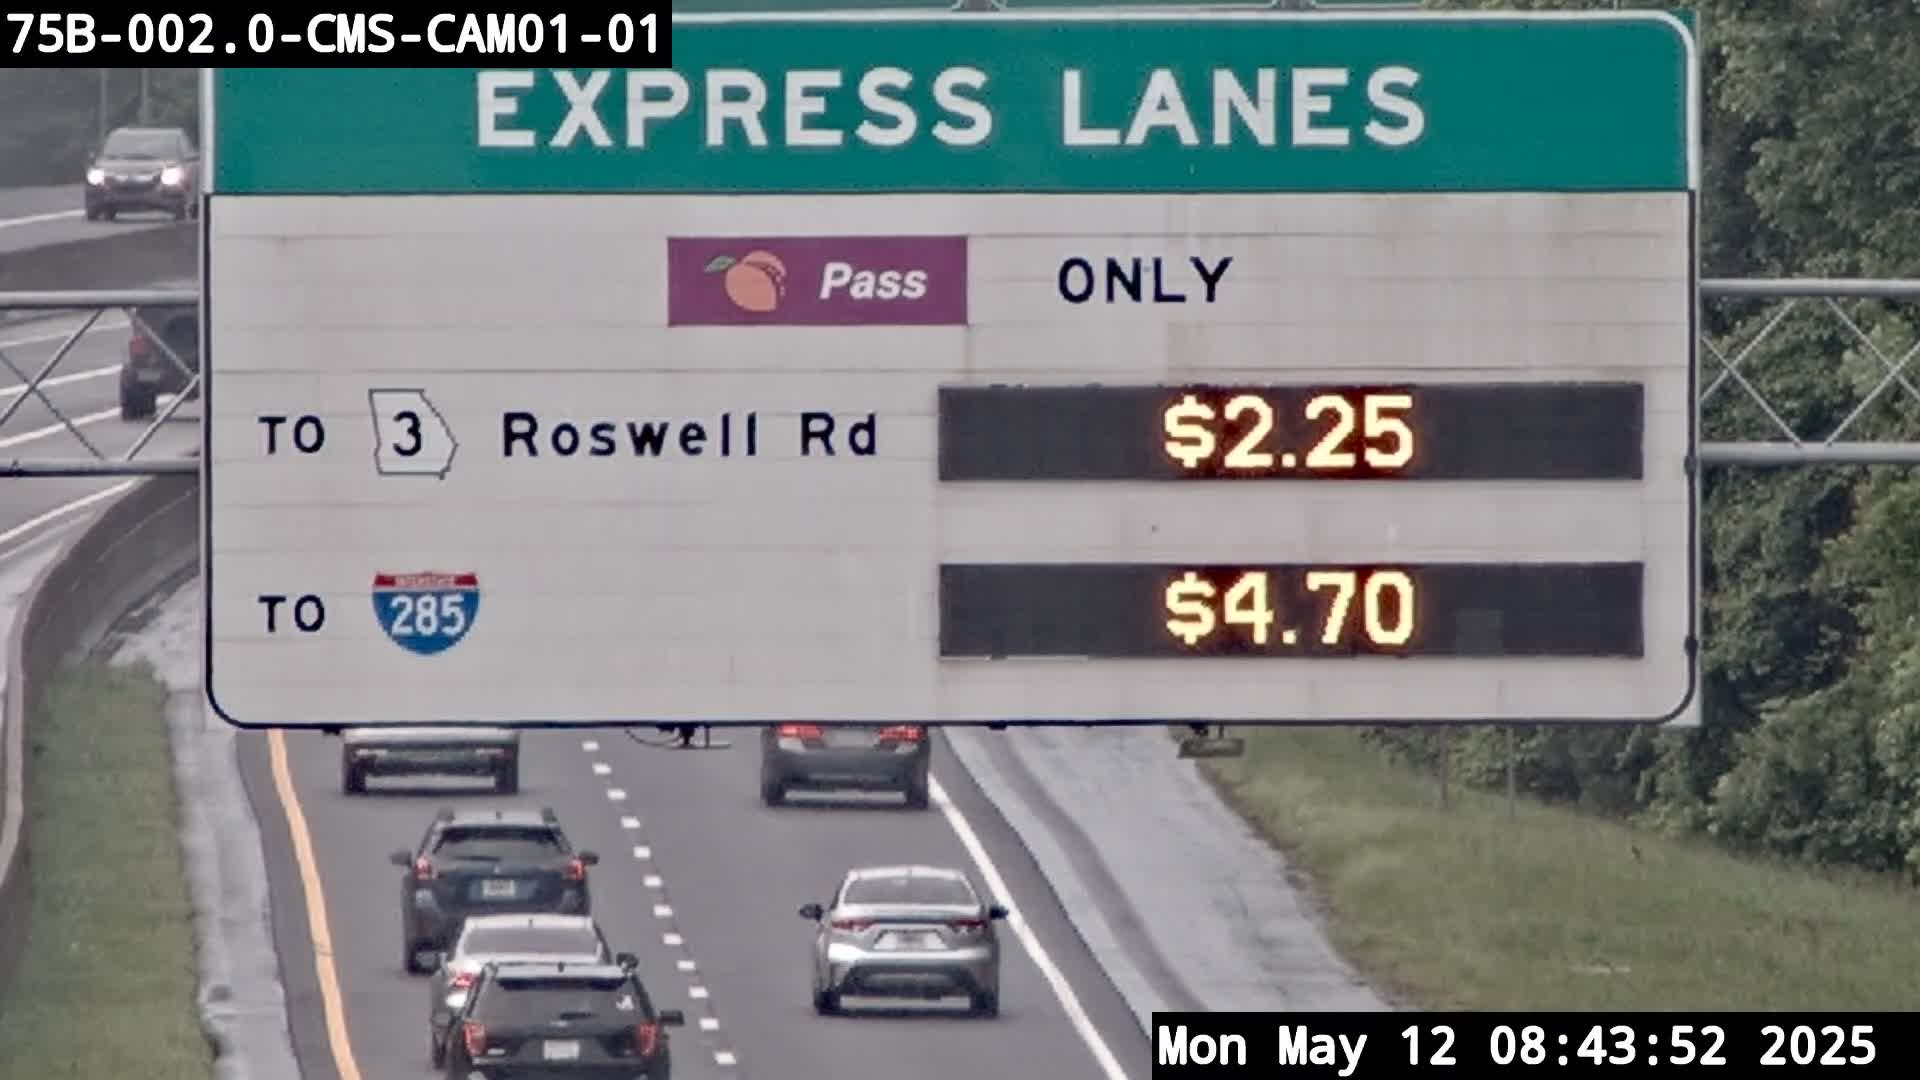 75B-002.0-CMS-CAM01-01
EXPRESS LANES
Pass ONLY
TO 3 Roswell Rd $2.25
INTERSTATE
TO 285 $4.70
Mon May 12 08:43:52 2025